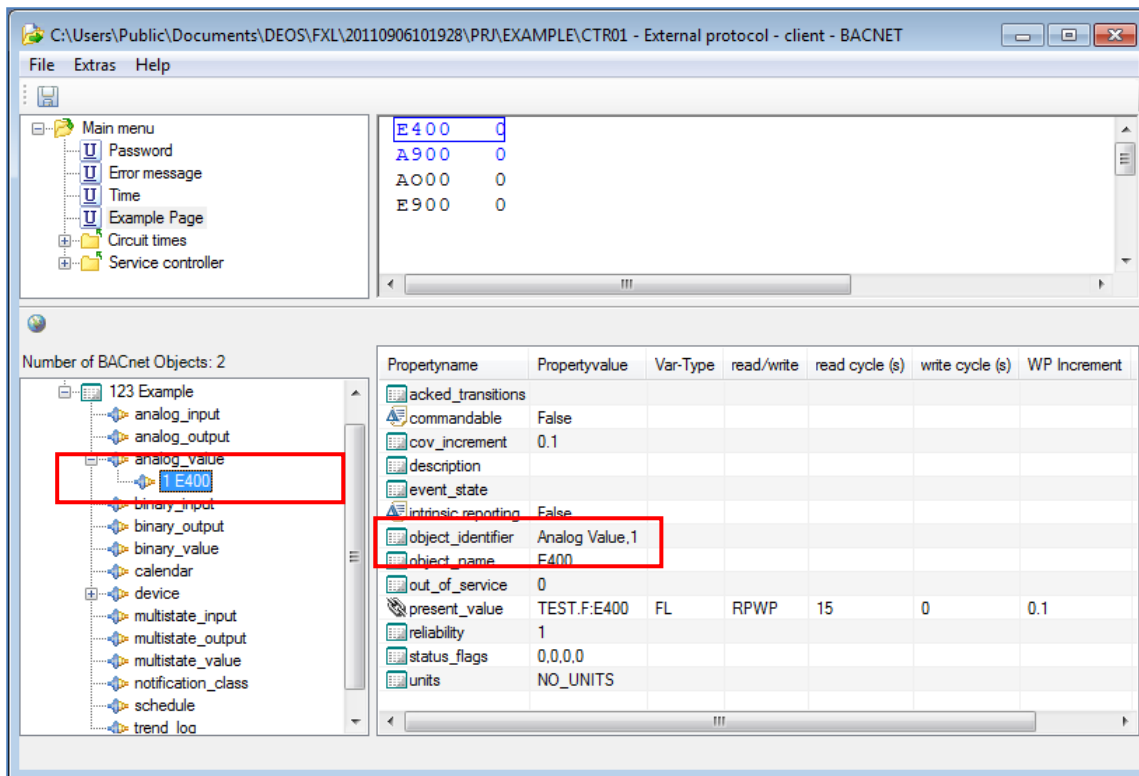 C:\Users\Public\Documents\DEOS\FXL\20110906101928\PRJ\EXAMPLE\CTR01 - External protocol - client - BACNET
File Extras Help
Main menu
Password
Error message
Time
Example Page
Circuit times
Service controller
E400 0
A900 0
AO00 0
E900 0
Number of BACnet Objects: 2
123 Example
analog_input
analog_output
analog_value
1 E400
binary_input
binary_output
binary_value
calendar
device
multistate_input
multistate_output
multistate_value
notification_class
schedule
trend_log
Propertyname Propertyvalue Var-Type read/write read cycle (s) write cycle (s) WP Increment
acked_transitions
commandable False
cov_increment 0.1
description
event_state
intrinsic reporting False
object_identifier Analog Value,1
object_name E400
out_of_service 0
present_value TEST.F:E400 FL RPWP 15 0 0.1
reliability 1
status_flags 0,0,0,0
units NO_UNITS